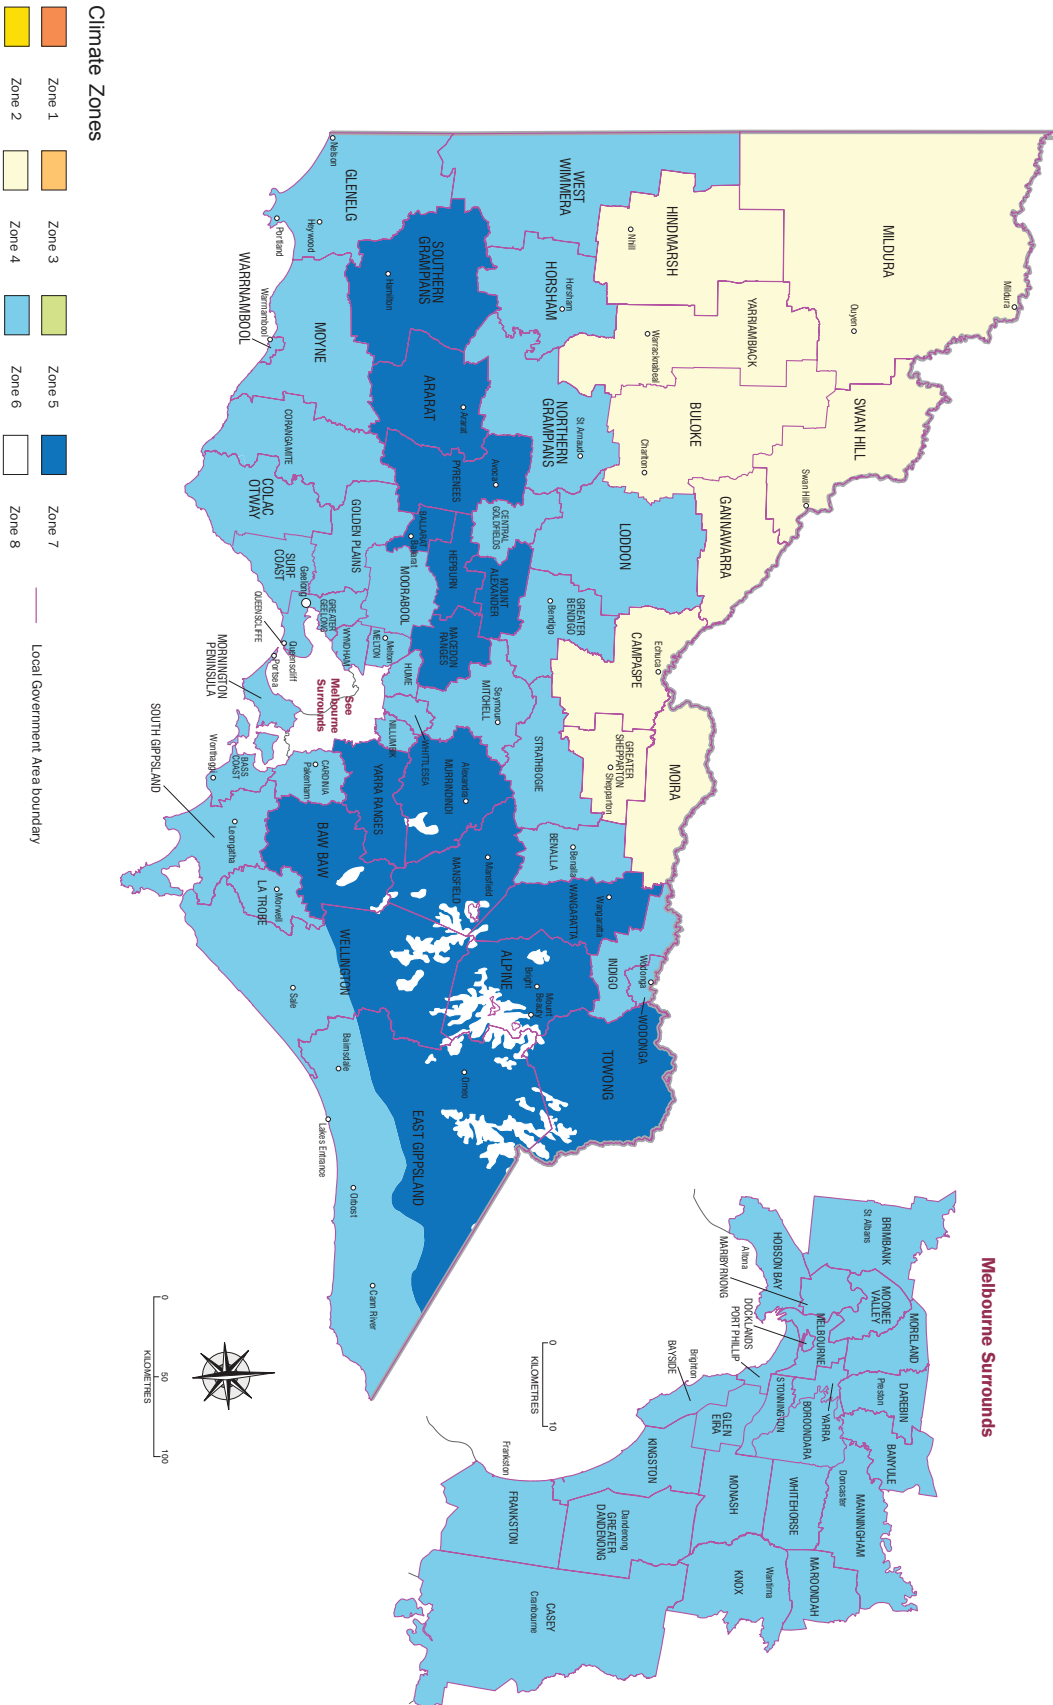 Climate Zones
Zone 1
Zone 3
Zone 5
Zone 7
Zone 2
Zone 4
Zone 6
Zone 8
Local Government Area boundary
MILDURA
Mildura
Ouyen
SWAN HILL
Swan Hill
HINDMARSH
Nhill
YARRIAMBIACK
Warracknabeal
BULOKE
Charlton
GANNAWARRA
WEST
WIMMERA
HORSHAM
Horsham
NORTHERN
GRAMPIANS
St Arnaud
LODDON
GREATER
BENDIGO
Bendigo
CAMPASPE
Echuca
MOIRA
GREATER
SHEPPARTON
Shepparton
STRATHBOGIE
Seymour
MITCHELL
BENALLA
Benalla
WANGARATTA
Wangaratta
INDIGO
Wodonga
WODONGA
TOWONG
ALPINE
Bright
Mount
Beauty
Omeo
EAST GIPPSLAND
MANSFIELD
Mansfield
Alexandra
MURRINDINDI
WHITTLESEA
NILLUMBIK
YARRA RANGES
BAW BAW
WELLINGTON
GLENELG
Nelson
Heywood
Portland
SOUTHERN
GRAMPIANS
Hamilton
MOYNE
WARRNAMBOOL
Warrnambool
ARARAT
Ararat
PYRENEES
Avoca
CENTRAL
GOLDFIELDS
MOUNT
ALEXANDER
HEPBURN
MACEDON
RANGES
BALLARAT
Ballarat
MOORABOOL
GOLDEN PLAINS
CORANGAMITE
COLAC
OTWAY
SURF
COAST
Geelong
GREATER
GEELONG
WYNDHAM
MELTON
Melton
HUME
QUEENSCLIFFE
Queenscliff
Portsea
MORNINGTON
PENINSULA
See
Melbourne
Surrounds
CARDINIA
Pakenham
BASS
COAST
Wonthaggi
SOUTH GIPPSLAND
Leongatha
LA TROBE
Morwell
Sale
Bairnsdale
Lakes Entrance
Orbost
Cann River
0
50
100
KILOMETRES
Melbourne Surrounds
BRIMBANK
St Albans
MOONEE
VALLEY
MORELAND
DAREBIN
Preston
BANYULE
HOBSON BAY
Altona
MARIBYRNONG
MELBOURNE
DOCKLANDS
PORT PHILLIP
YARRA
BOROONDARA
STONNINGTON
Brighton
BAYSIDE
GLEN
EIRA
Doncaster
MANNINGHAM
WHITEHORSE
MONASH
KINGSTON
MAROONDAH
Wantirna
KNOX
Dandenong
GREATER
DANDENONG
Frankston
FRANKSTON
CASEY
Cranbourne
0
10
KILOMETRES